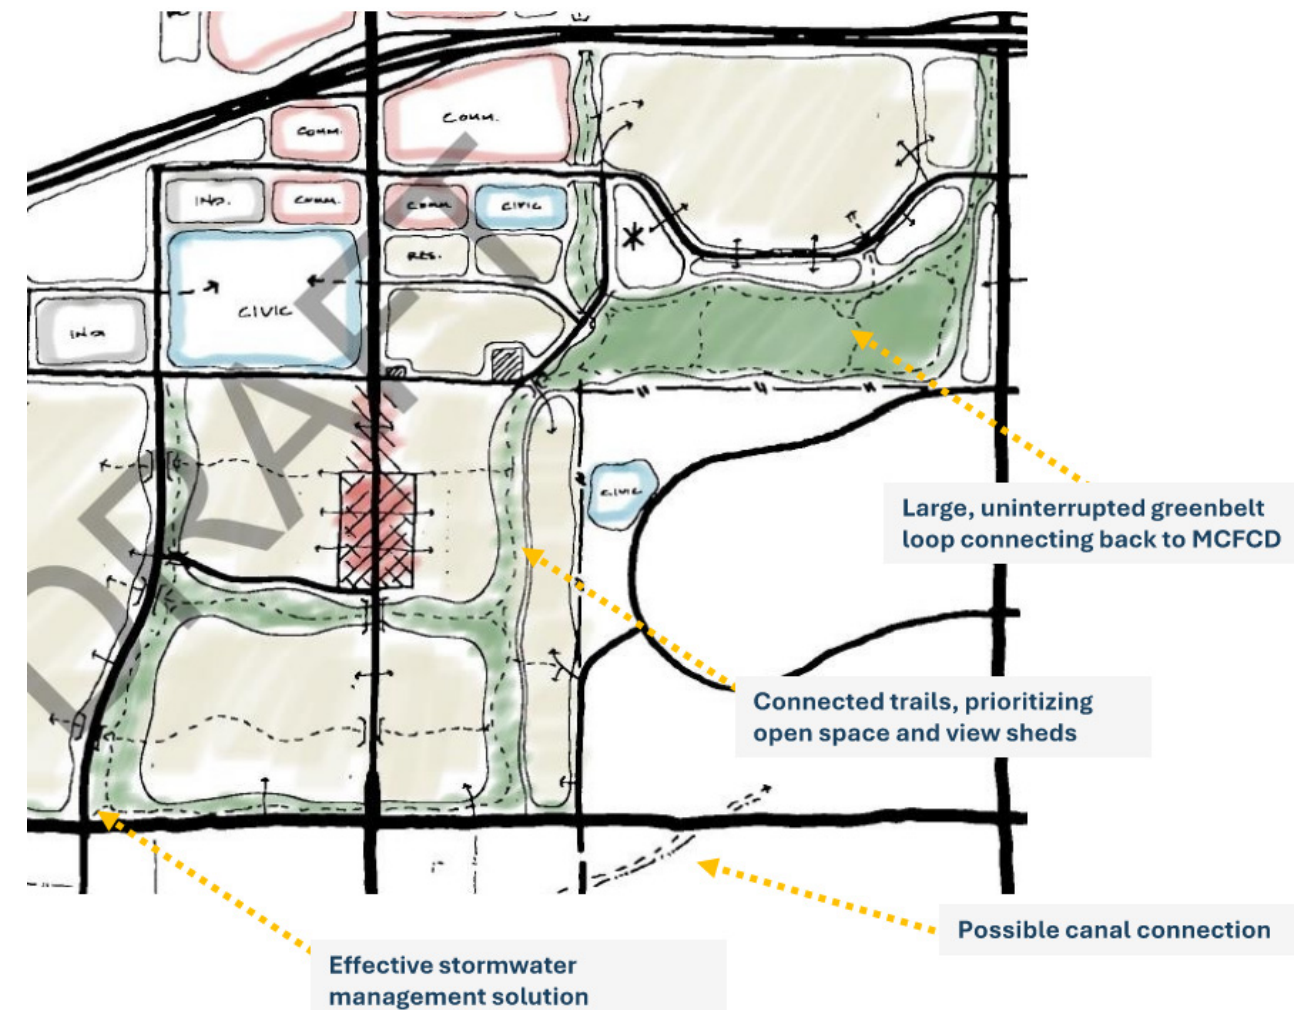 COMM.
COMM.
IND.
COMM.
COMM
CIVIC
RES.
CIVIC
IND
DRAFT
CIVIC
Large, uninterrupted greenbelt
loop connecting back to MCFCD
Connected trails, prioritizing
open space and view sheds
Possible canal connection
Effective stormwater
management solution